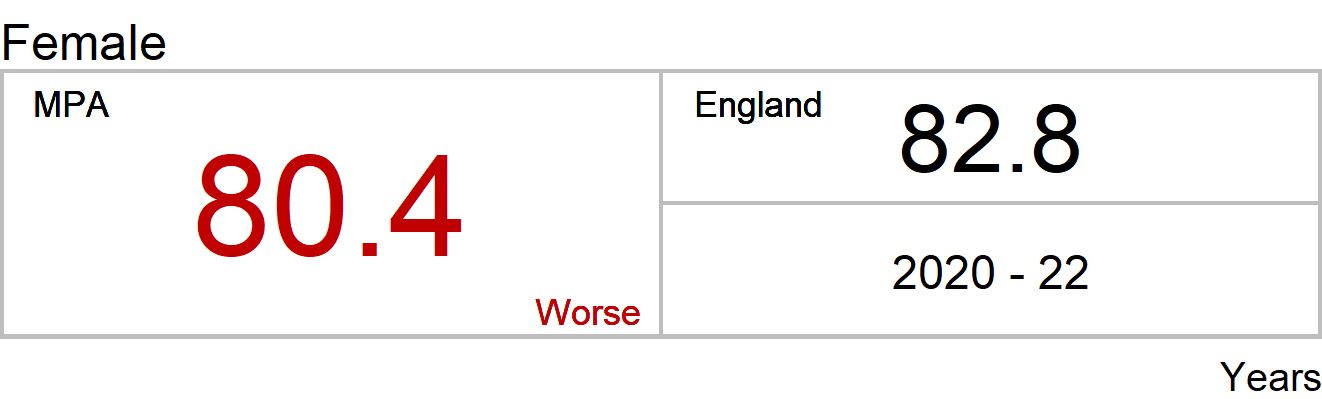 Female
MPA
80.4
Worse
England
82.8
2020 - 22
Years